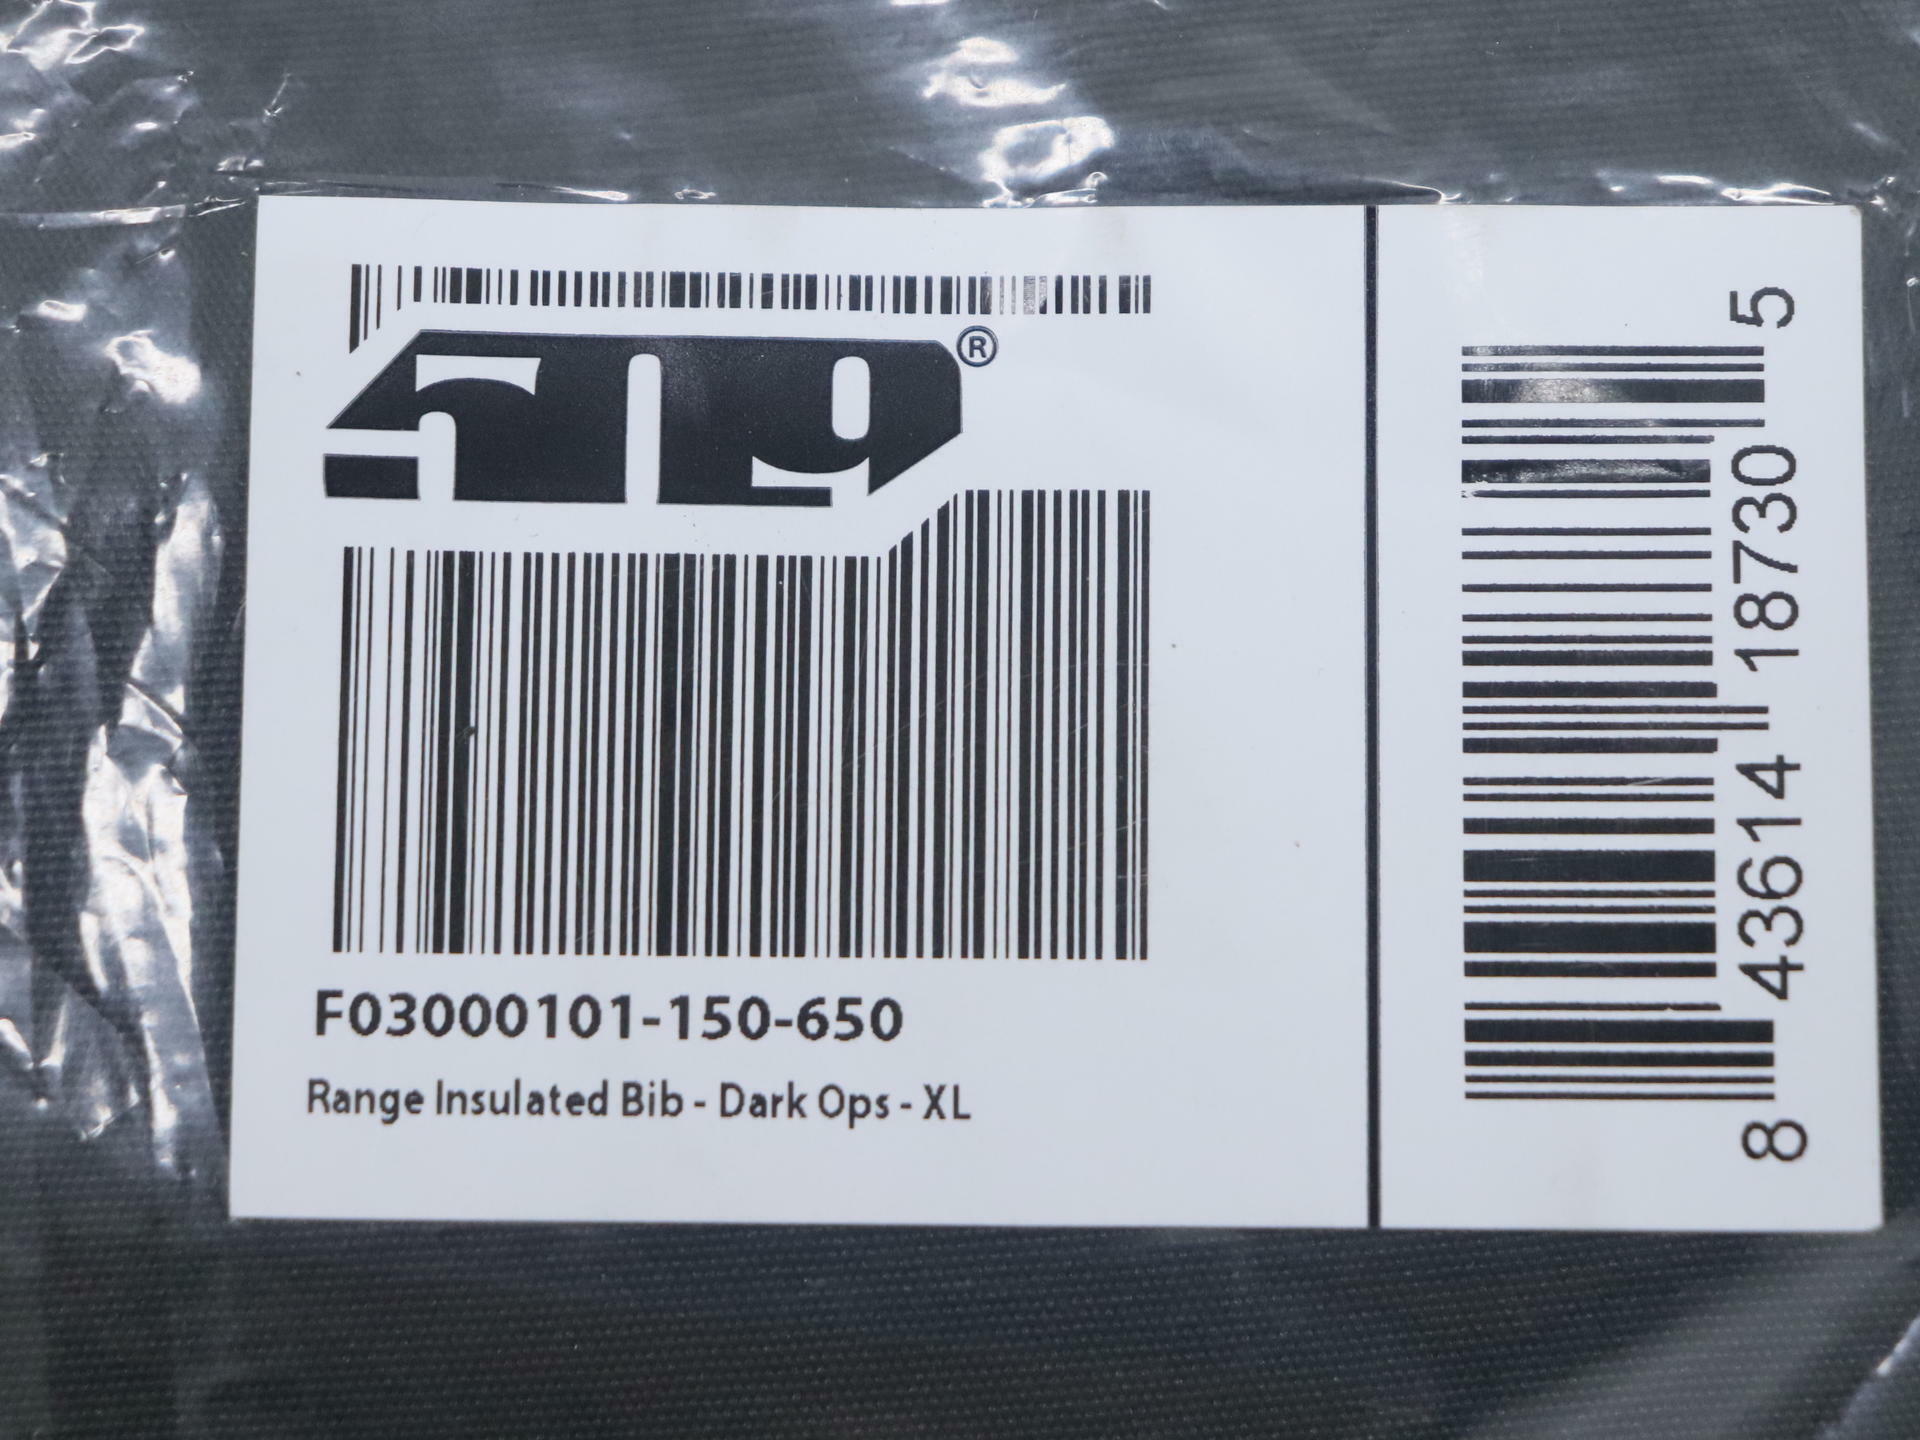 509®
F03000101-150-650
Range Insulated Bib - Dark Ops - XL
8 43614 18730 5